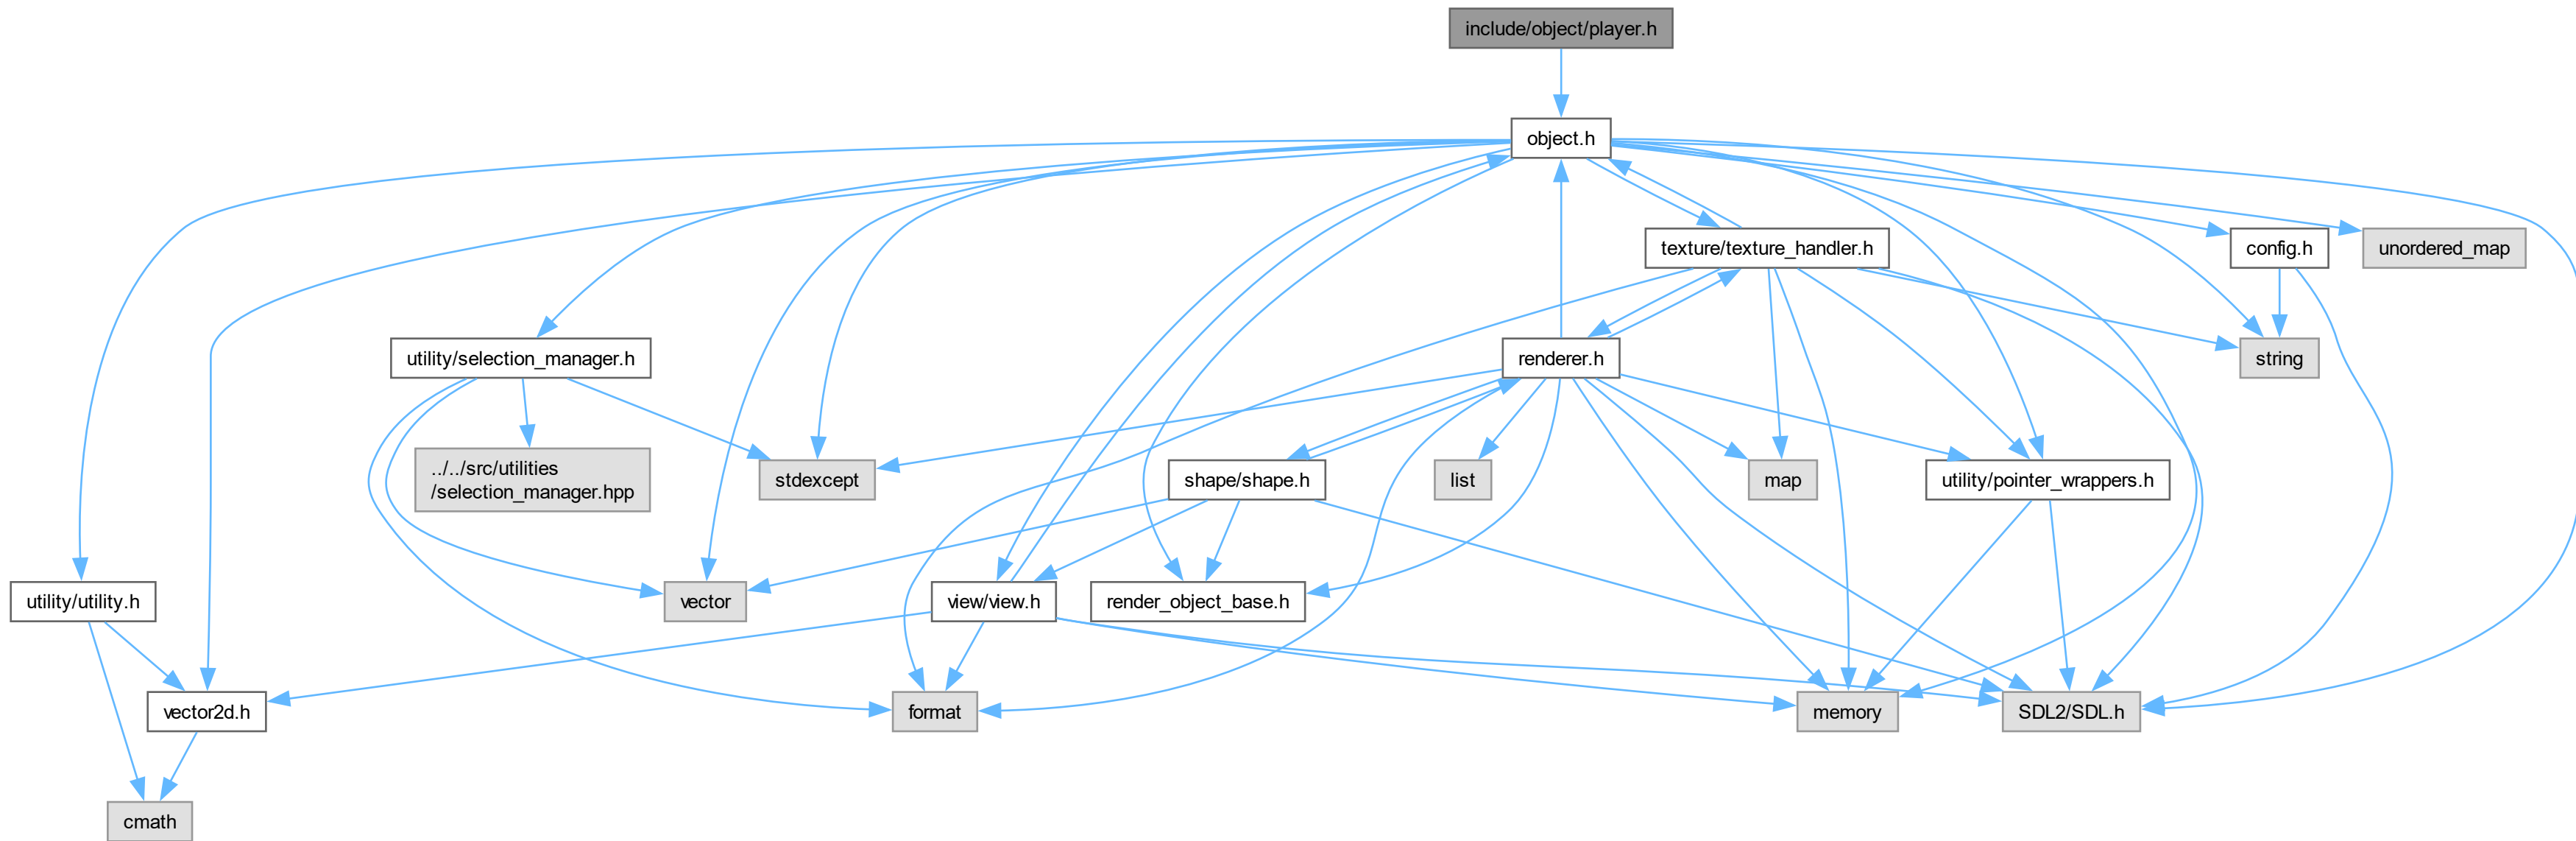 include/object/player.h
object.h
texture/texture_handler.h
config.h
unordered_map
utility/selection_manager.h
renderer.h
string
../../src/utilities
/selection_manager.hpp
stdexcept
shape/shape.h
list
map
utility/pointer_wrappers.h
utility/utility.h
vector
view/view.h
render_object_base.h
vector2d.h
format
memory
SDL2/SDL.h
cmath